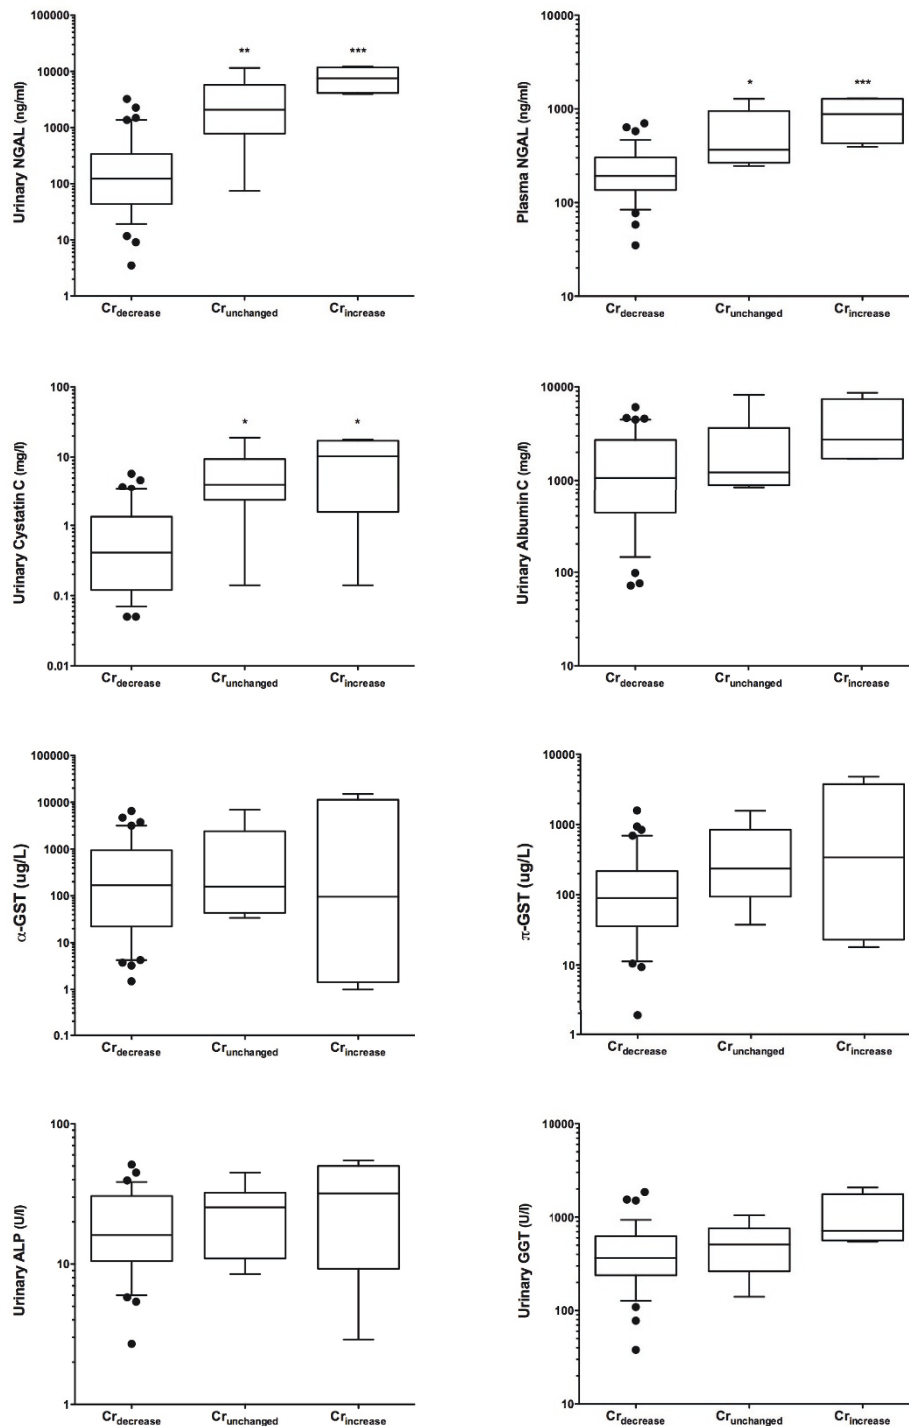 Urinary NGAL (ng/ml)
100000
10000
1000
100
10
1
**
***
Cr decrease
Cr unchanged
Cr increase
Plasma NGAL (ng/ml)
10000
1000
100
10
*
***
Cr decrease
Cr unchanged
Cr increase
Urinary Cystatin C (mg/l)
100
10
1
0.1
0.01
*
*
Cr decrease
Cr unchanged
Cr increase
Urinary Albumin C (mg/l)
10000
1000
100
10
Cr decrease
Cr unchanged
Cr increase
α-GST (ug/L)
100000
10000
1000
100
10
1
0.1
Cr decrease
Cr unchanged
Cr increase
π-GST (ug/L)
10000
1000
100
10
1
Cr decrease
Cr unchanged
Cr increase
Urinary ALP (U/l)
100
10
1
Cr decrease
Cr unchanged
Cr increase
Urinary GGT (U/l)
10000
1000
100
10
Cr decrease
Cr unchanged
Cr increase